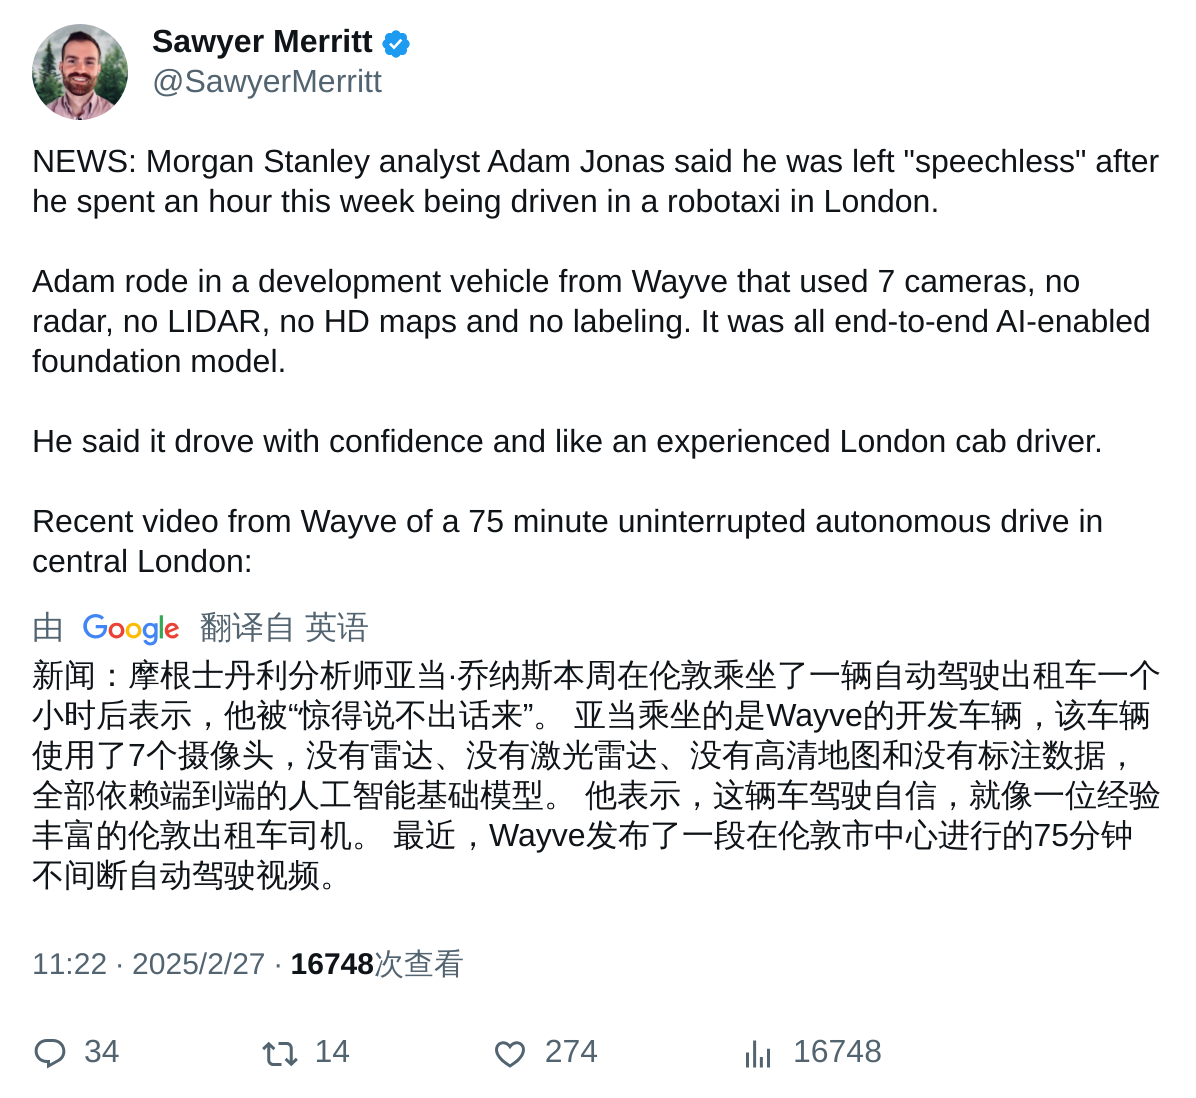 Sawyer Merritt
@SawyerMerritt
NEWS: Morgan Stanley analyst Adam Jonas said he was left "speechless" after
he spent an hour this week being driven in a robotaxi in London.
Adam rode in a development vehicle from Wayve that used 7 cameras, no
radar, no LIDAR, no HD maps and no labeling. It was all end-to-end AI-enabled
foundation model.
He said it drove with confidence and like an experienced London cab driver.
Recent video from Wayve of a 75 minute uninterrupted autonomous drive in
central London:
由 Google 翻译自 英语
新闻：摩根士丹利分析师亚当·乔纳斯本周在伦敦乘坐了一辆自动驾驶出租车一个
小时后表示，他被“惊得说不出话来”。 亚当乘坐的是Wayve的开发车辆，该车辆
使用了7个摄像头，没有雷达、没有激光雷达、没有高清地图和没有标注数据，
全部依赖端到端的人工智能基础模型。 他表示，这辆车驾驶自信，就像一位经验
丰富的伦敦出租车司机。 最近，Wayve发布了一段在伦敦市中心进行的75分钟
不间断自动驾驶视频。
11:22 · 2025/2/27 · 16748次查看
34 14 274 16748